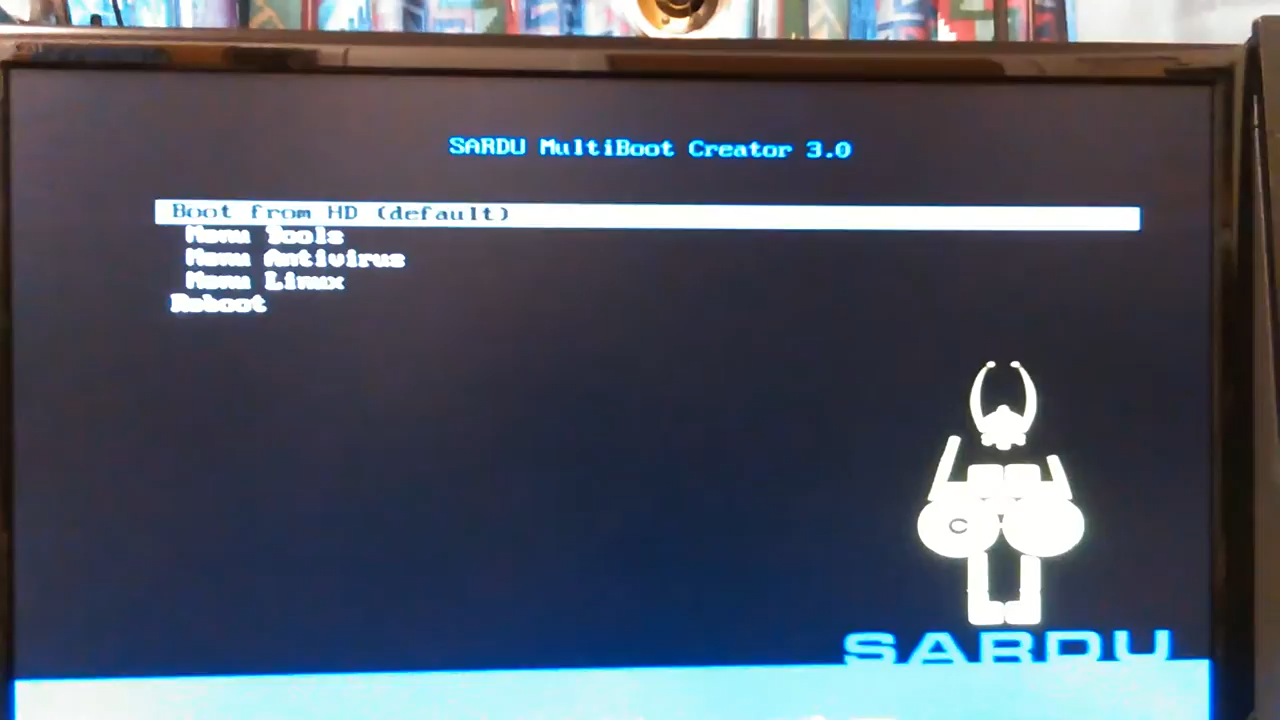 SARDU MultiBoot Creator 3.0
Boot from HD (default)
Menu Tools
Menu Antivirus
Menu Linux
Reboot
SARDU